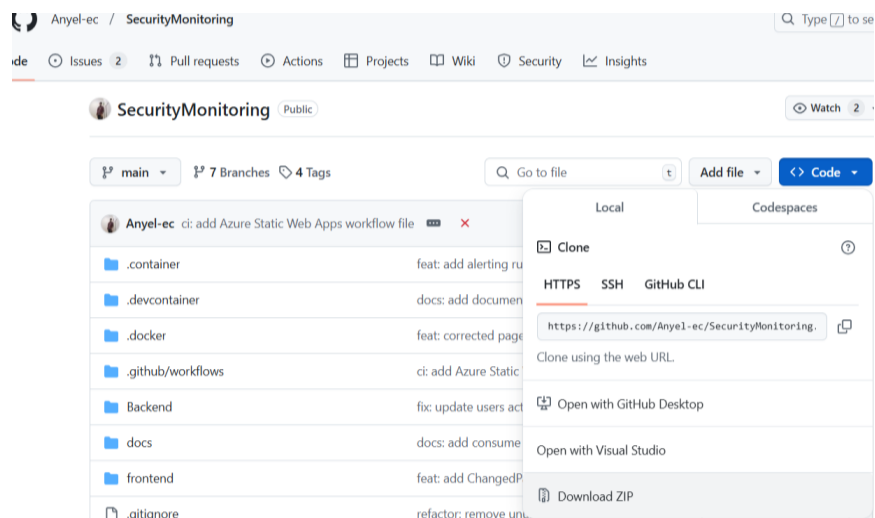 Anyel-ec / SecurityMonitoring
Type / to se
de Issues 2 Pull requests Actions Projects Wiki Security Insights
SecurityMonitoring Public
Watch 2
main 7 Branches 4 Tags Go to file t Add file <> Code
Anyel-ec ci: add Azure Static Web Apps workflow file
.container feat: add alerting ru
.devcontainer docs: add documen
.docker feat: corrected page
.github/workflows ci: add Azure Static
Backend fix: update users act
docs docs: add consume
frontend feat: add ChangedP
.gitignore refactor: remove unu
Local Codespaces
Clone
HTTPS SSH GitHub CLI
https://github.com/Anyel-ec/SecurityMonitoring.
Clone using the web URL.
Open with GitHub Desktop
Open with Visual Studio
Download ZIP